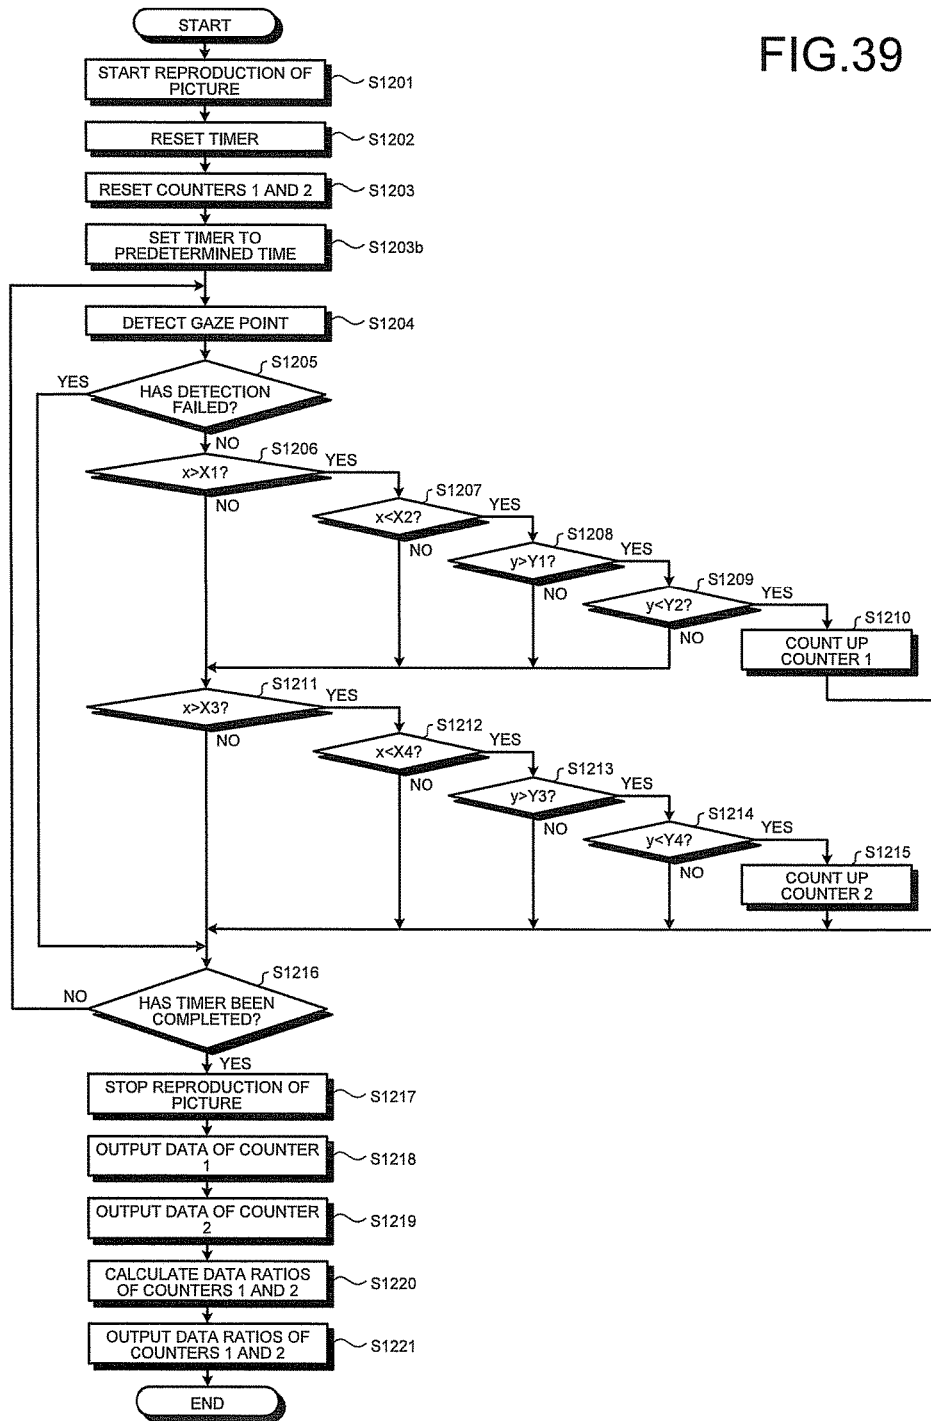 FIG.39
START
START REPRODUCTION OF
PICTURE
S1201
RESET TIMER
S1202
RESET COUNTERS 1 AND 2
S1203
SET TIMER TO
PREDETERMINED TIME
S1203b
DETECT GAZE POINT
S1204
S1205
YES
HAS DETECTION
FAILED?
NO
S1206
x>X1?
YES
NO
S1207
x<X2?
YES
NO
S1208
y>Y1?
YES
NO
S1209
y<Y2?
YES
NO
S1210
COUNT UP
COUNTER 1
S1211
x>X3?
YES
NO
S1212
x<X4?
YES
NO
S1213
y>Y3?
YES
NO
S1214
y<Y4?
YES
NO
S1215
COUNT UP
COUNTER 2
S1216
NO
HAS TIMER BEEN
COMPLETED?
YES
STOP REPRODUCTION OF
PICTURE
S1217
OUTPUT DATA OF COUNTER
1
S1218
OUTPUT DATA OF COUNTER
2
S1219
CALCULATE DATA RATIOS
OF COUNTERS 1 AND 2
S1220
OUTPUT DATA RATIOS OF
COUNTERS 1 AND 2
S1221
END